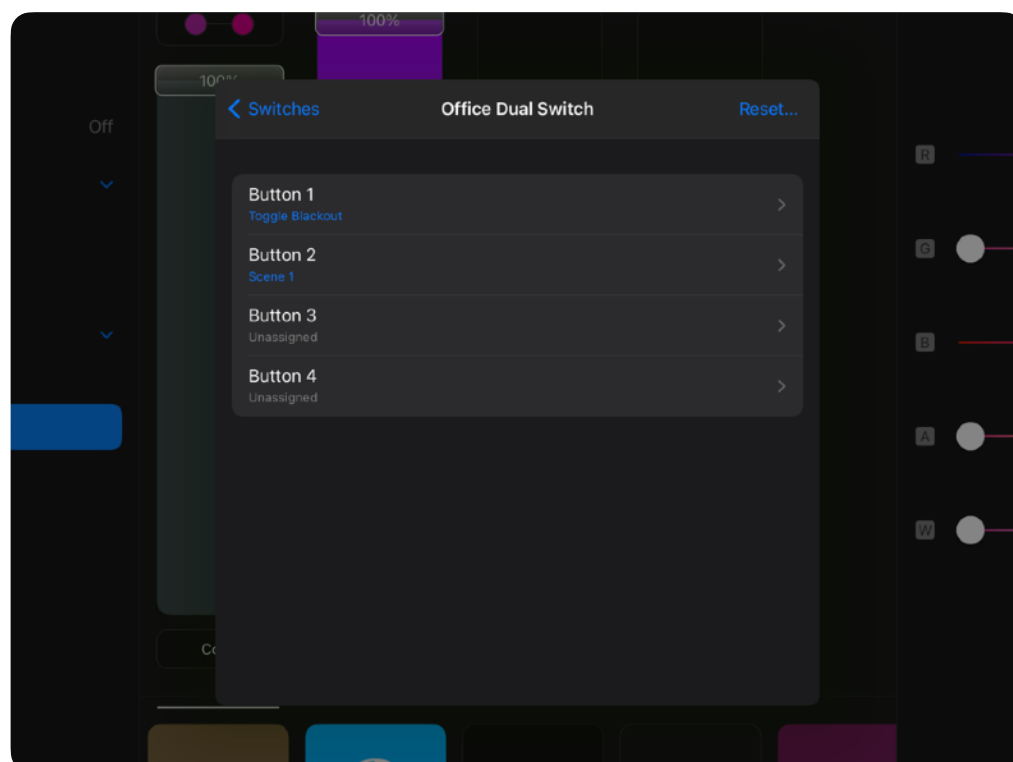 100%
100%
Switches
Office Dual Switch
Reset...
Off
R
Button 1
Toggle Blackout
Button 2
Scene 1
G
Button 3
Unassigned
B
Button 4
Unassigned
A
W